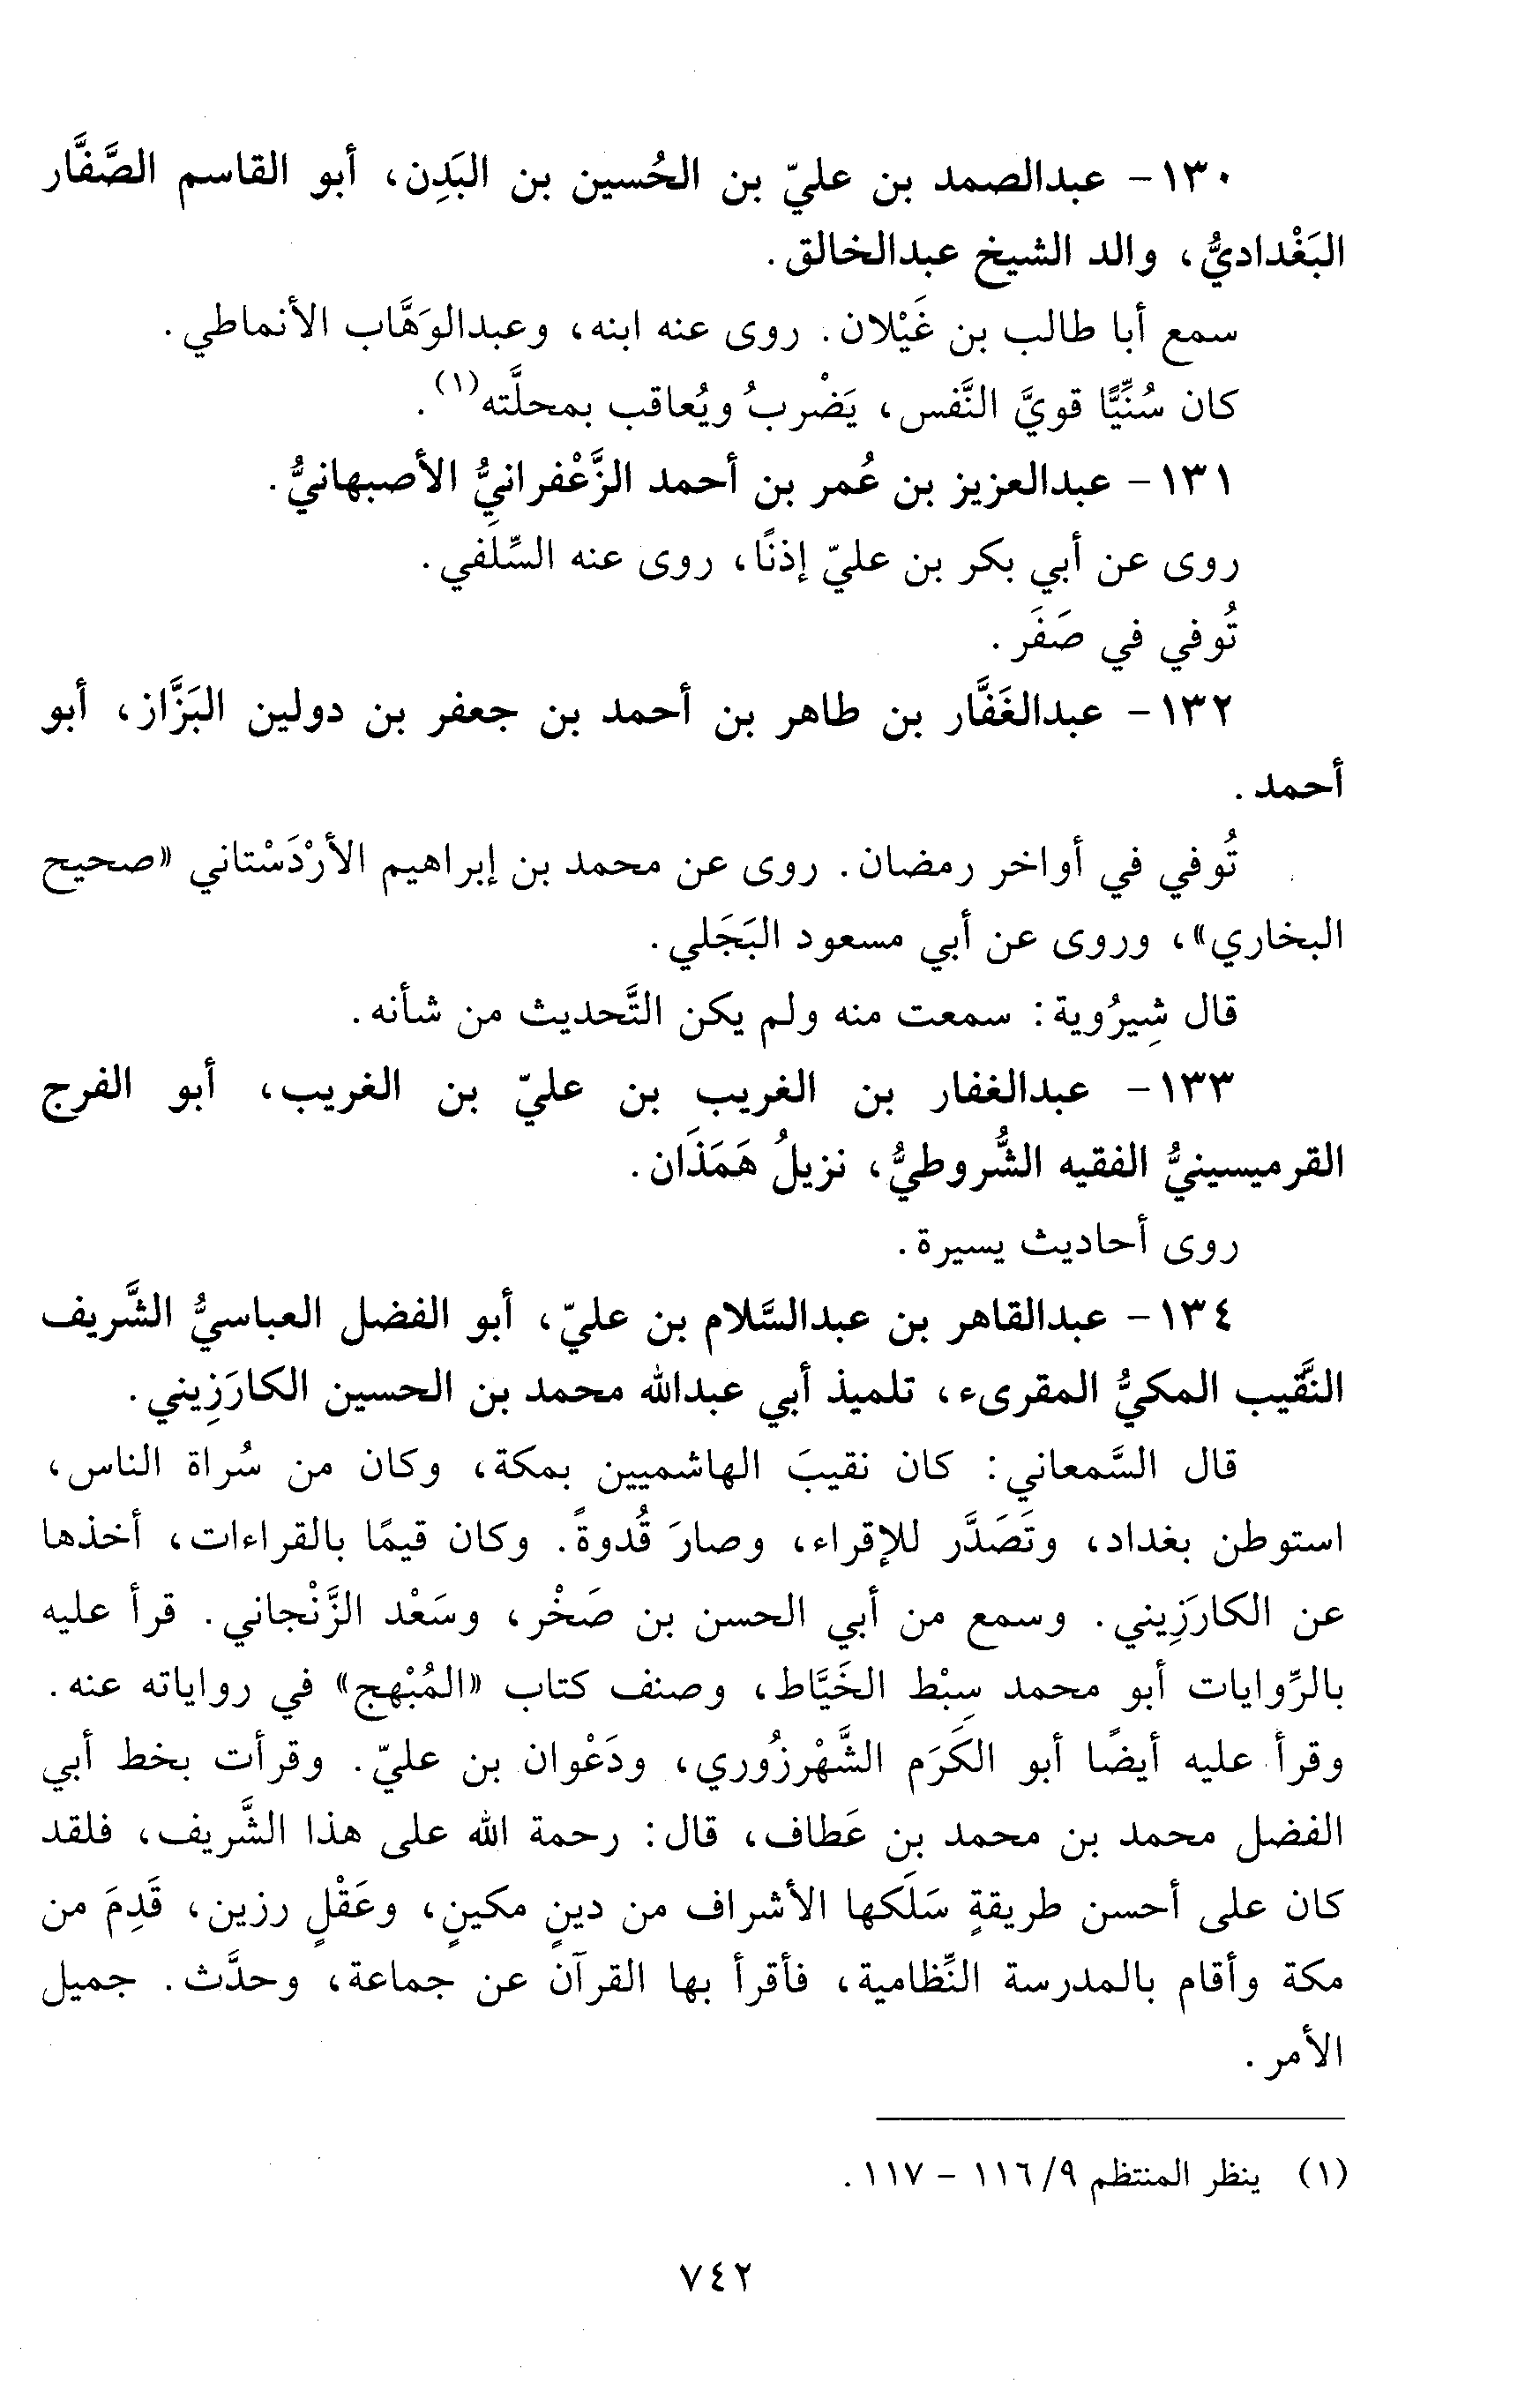 ١٣٠- عبدالصمد بن عليّ بن الحُسين بن البَدِن، أبو القاسم الصَّفَّار
البَغْداديُّ، والد الشيخ عبدالخالق.
سمع أبا طالب بن غَيْلان. روى عنه ابنه، وعبدالوَهَّاب الأنماطي.
كان سُنِّيًّا قويَّ النَّفس، يَضْربُ ويُعاقب بمحلَّته(١).
١٣١- عبدالعزيز بن عُمر بن أحمد الزَّعْفرانيُّ الأصبهانيُّ.
روى عن أبي بكر بن عليّ إذنًا، روى عنه السِّلَفي.
تُوفي في صَفَر.
١٣٢- عبدالغَفَّار بن طاهر بن أحمد بن جعفر بن دولين البَزَّاز، أبو
أحمد.
تُوفي في أواخر رمضان. روى عن محمد بن إبراهيم الأرْدَسْتاني «صحيح
البخاري»، وروى عن أبي مسعود البَجَلي.
قال شِيرُوية: سمعت منه ولم يكن التَّحديث من شأنه.
١٣٣- عبدالغفار بن الغريب بن عليّ بن الغريب، أبو الفرج
القرميسينيُّ الفقيه الشُّروطيُّ، نزيلُ هَمَذَان.
روى أحاديث يسيرة.
١٣٤- عبدالقاهر بن عبدالسَّلام بن عليّ، أبو الفضل العباسيُّ الشَّريف
النَّقيب المكيُّ المقرىء، تلميذ أبي عبدالله محمد بن الحسين الكارَزِيني.
قال السَّمعاني: كان نقيبَ الهاشميين بمكة، وكان من سُراة الناس،
استوطن بغداد، وتَصَدَّر للإقراء، وصارَ قُدوةً. وكان قيمًا بالقراءات، أخذها
عن الكارَزِيني. وسمع من أبي الحسن بن صَخْر، وسَعْد الزَّنْجاني. قرأ عليه
بالرِّوايات أبو محمد سِبْط الخَيَّاط، وصنف كتاب «المُبْهج» في رواياته عنه.
وقرأ عليه أيضًا أبو الكَرَم الشَّهْرزُوري، ودَعْوان بن عليّ. وقرأت بخط أبي
الفضل محمد بن محمد بن عَطاف، قال: رحمة الله على هذا الشَّريف، فلقد
كان على أحسن طريقةٍ سَلَكها الأشراف من دينٍ مكينٍ، وعَقْلٍ رزين، قَدِمَ من
مكة وأقام بالمدرسة النِّظامية، فأقرأ بها القرآن عن جماعة، وحدَّث. جميل
الأمر.
(١) ينظر المنتظم ٩/ ١١٦ - ١١٧.
٧٤٢